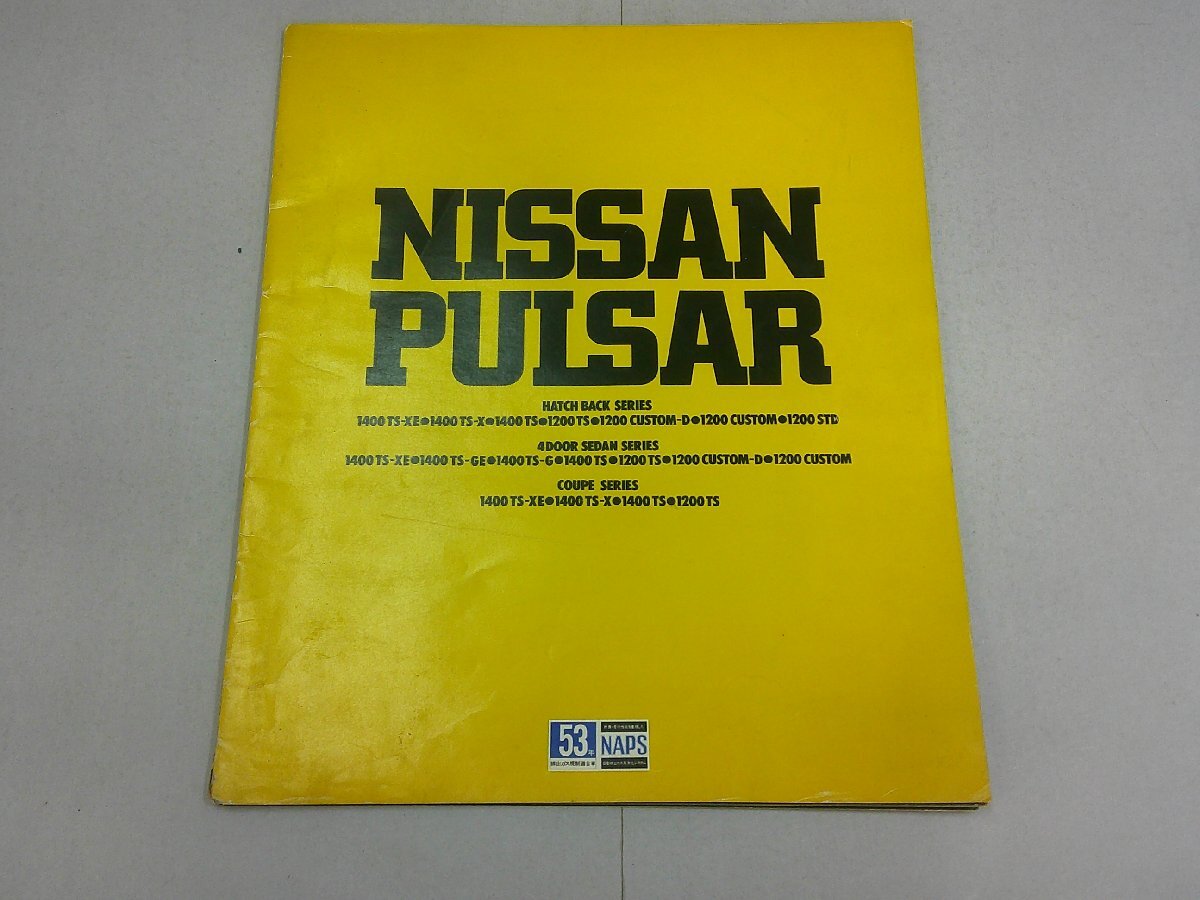 NISSAN
PULSAR
HATCH BACK SERIES
1400 TS-XE●1400 TS-X●1400 TS●1200 TS●1200 CUSTOM-D●1200 CUSTOM●1200 STD
4DOOR SEDAN SERIES
1400 TS-XE●1400 TS-GE●1400 TS-G●1400 TS●1200 TS●1200 CUSTOM-D●1200 CUSTOM
COUPE SERIES
1400 TS-XE●1400 TS-X●1400 TS●1200 TS
53年
NAPS